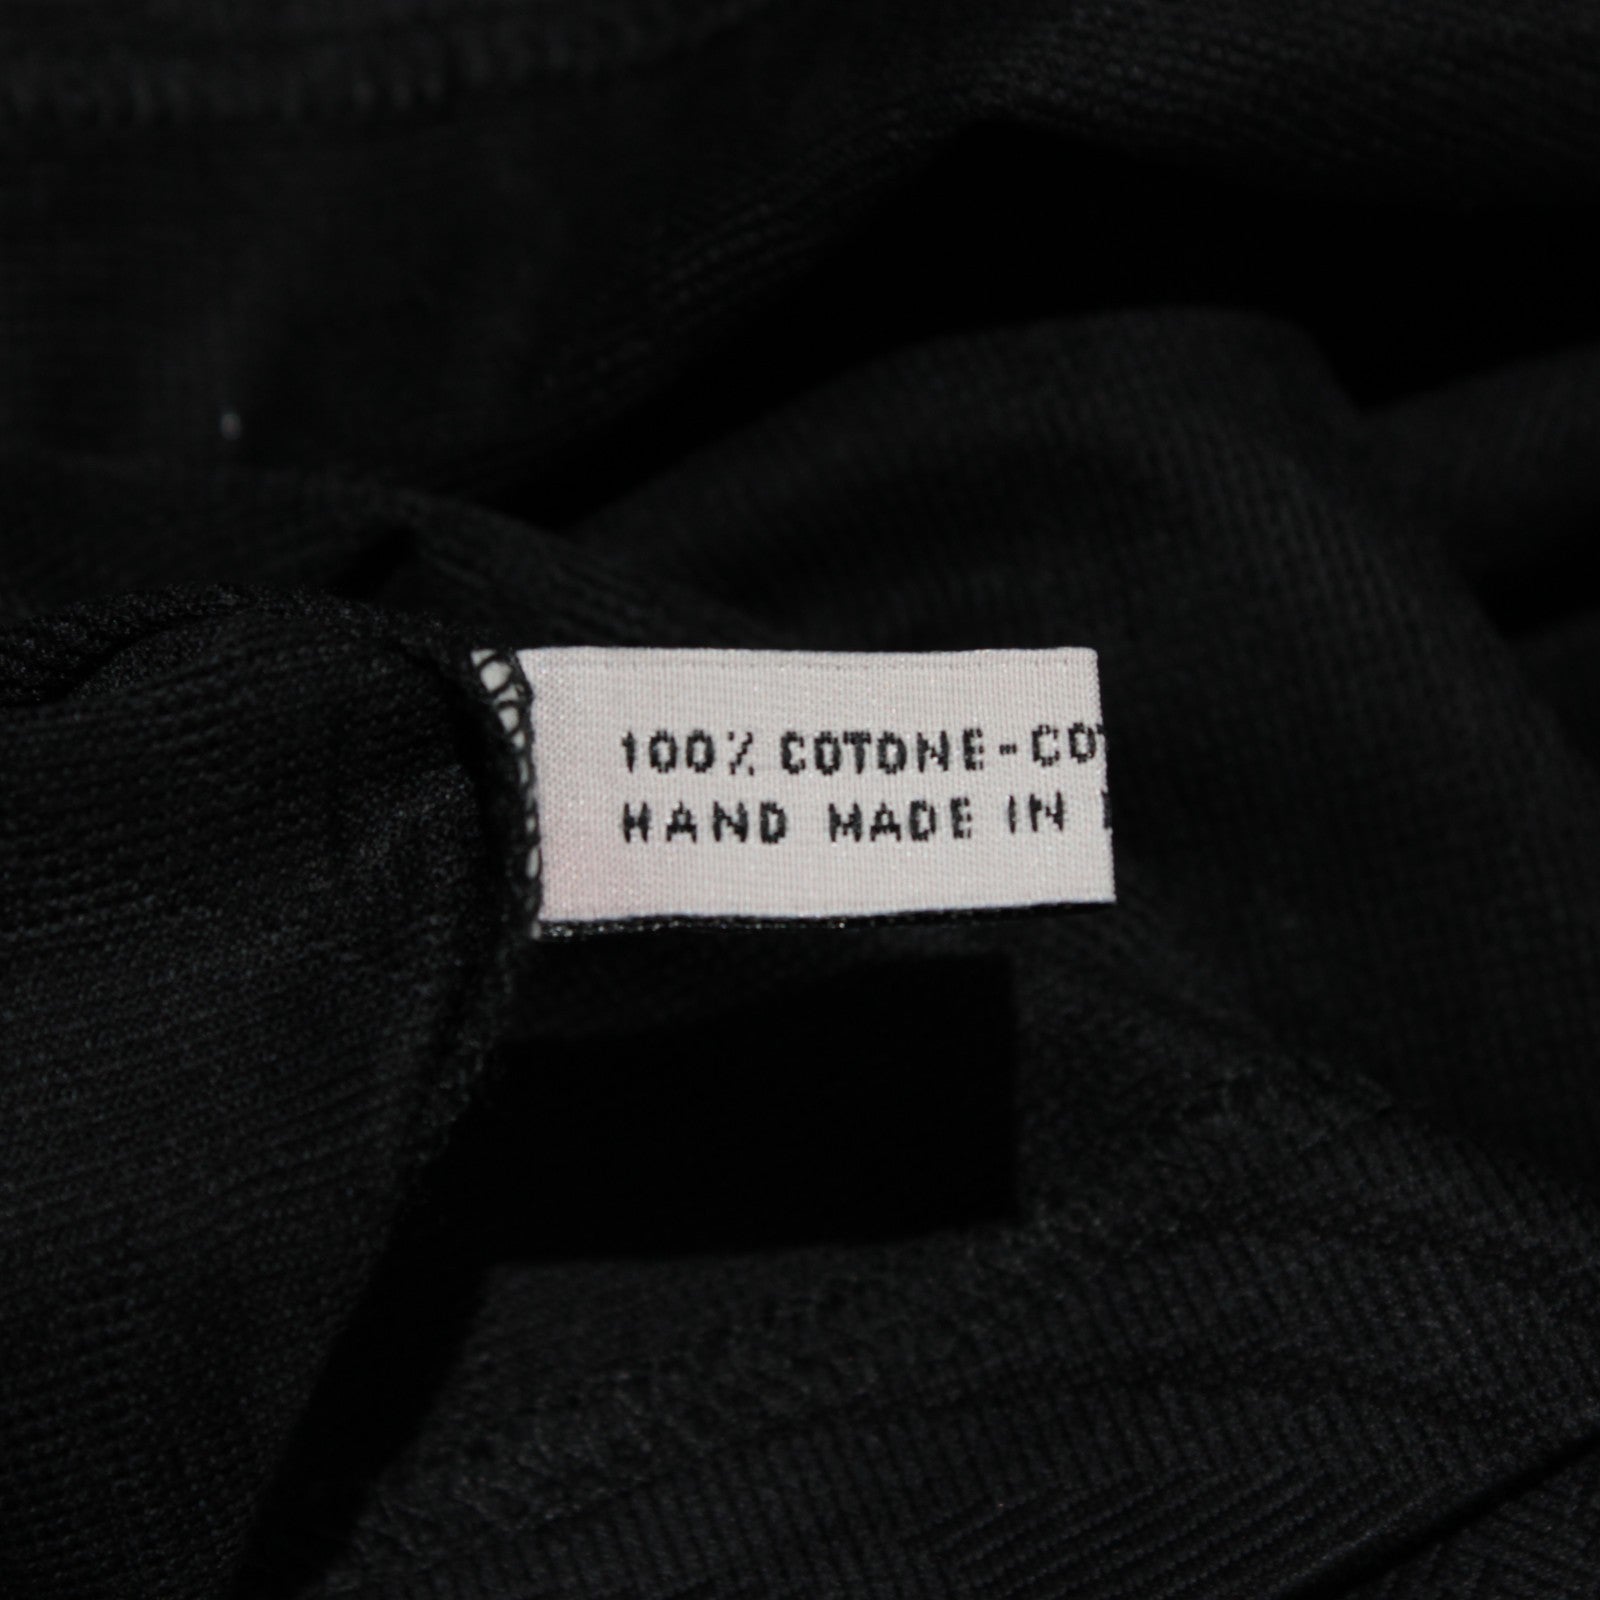 100% COTONE-CO
HAND MADE IN